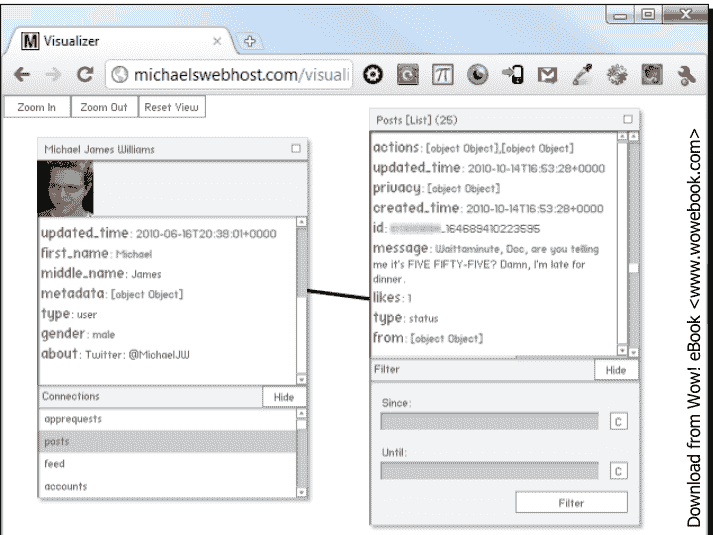 Visualizer
michaelswebhost.com/visuali
Zoom In
Zoom Out
Reset View
Michael James Williams
updated_time: 2010-06-16T20:38:01+0000
first_name: Michael
middle_name: James
metadata: [object Object]
type: user
gender: male
about: Twitter: @MichaelJW
Connections
Hide
apprequests
posts
feed
accounts
Posts [List] (25)
actions: [object Object],[object Object]
updated_time: 2010-10-14T16:53:28+0000
privacy: [object Object]
created_time: 2010-10-14T16:53:28+0000
id: _164689410223595
message: Waittaminute, Doc, are you telling
me it's FIVE FIFTY-FIVE? Damn, I'm late for
dinner.
likes: 1
type: status
from: [object Object]
Filter
Hide
Since:
C
Until:
C
Filter
Download from Wow! eBook <www.wowebook.com>